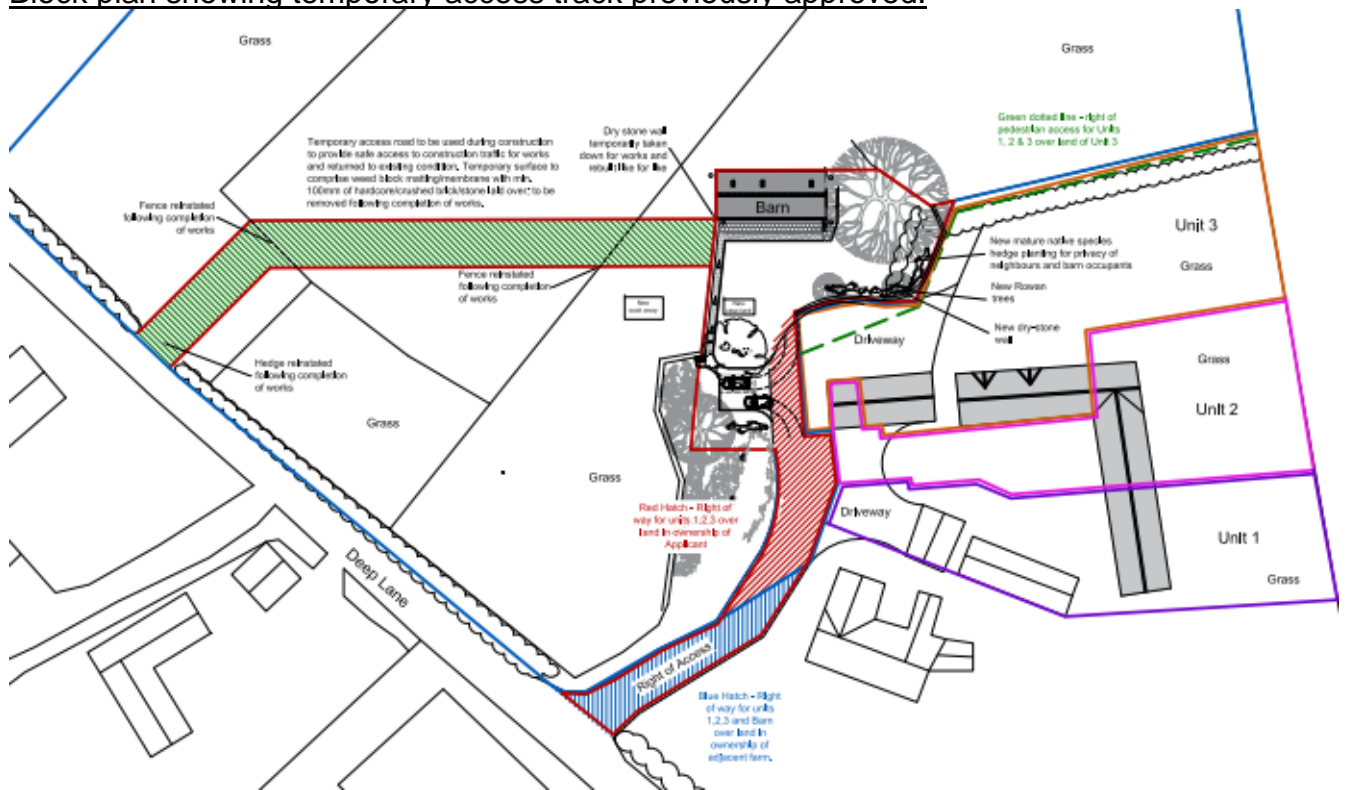 Block plan showing temporary access track previously approved.
Grass
Grass
Temporary access road to be used during construction
to provide safe access to construction traffic for works
and returned to existing condition. Temporary surface to
comprise weed block matting/membrane with min.
100mm of hardcore/crushed brick/stone laid over; to be
removed following completion of works.
Dry stone wall
temporarily taken
down for works and
rebuilt like for like
Green dotted line - right of
pedestrian access for Units
1, 2 & 3 over land of Unit 3
Fence reinstated
following completion
of works
Barn
Unit 3
New mature native species
hedge planting for privacy of
neighbours and barn occupants
Grass
Fence reinstated
following completion
of works
New Rowan
trees
New
New
New dry-stone
wall
Driveway
Hedge reinstated
following completion
of works
Grass
Grass
Unit 2
Grass
Red Hatch - Right of
way for units 1,2,3 over
land in ownership of
Applicant
Driveway
Unit 1
Grass
Deep Lane
Right of Access
Blue Hatch - Right
of way for units
1,2,3 and Barn
over land in
ownership of
adjacent farm.